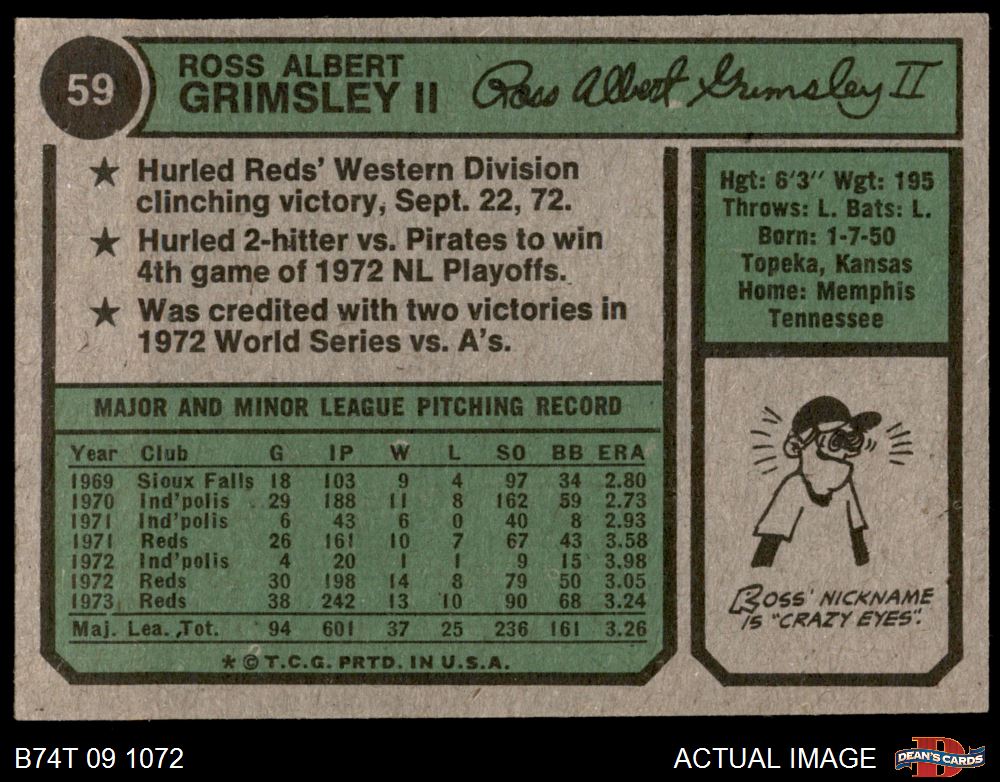 59
ROSS ALBERT
GRIMSLEY II
Ross Albert Grimsley II
★ Hurled Reds' Western Division
clinching victory, Sept. 22, 72.
★ Hurled 2-hitter vs. Pirates to win
4th game of 1972 NL Playoffs.
★ Was credited with two victories in
1972 World Series vs. A's.
Hgt: 6'3" Wgt: 195
Throws: L. Bats: L.
Born: 1-7-50
Topeka, Kansas
Home: Memphis
Tennessee
MAJOR AND MINOR LEAGUE PITCHING RECORD
Year Club G IP W L SO BB ERA
1969 Sioux Falls 18 103 9 4 97 34 2.80
1970 Ind'polis 29 188 11 8 162 59 2.73
1971 Ind'polis 6 43 6 0 40 8 2.93
1971 Reds 26 161 10 7 67 43 3.58
1972 Ind'polis 4 20 1 1 9 15 3.98
1972 Reds 30 198 14 8 79 50 3.05
1973 Reds 38 242 13 10 90 68 3.24
Maj. Lea. Tot. 94 601 37 25 236 161 3.26
* © T.C.G. PRTD. IN U.S.A.
ROSS' NICKNAME
IS "CRAZY EYES".
B74T 09 1072
ACTUAL IMAGE
D
DEAN'S CARDS